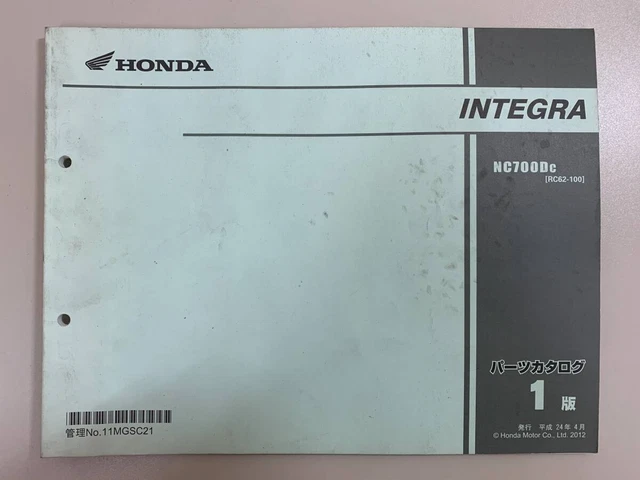 HONDA
INTEGRA
NC700Dc
[RC62-100]
パーツカタログ
1 版
発行 平成 24年 4月
© Honda Motor Co., Ltd. 2012
管理No.11MGSC21